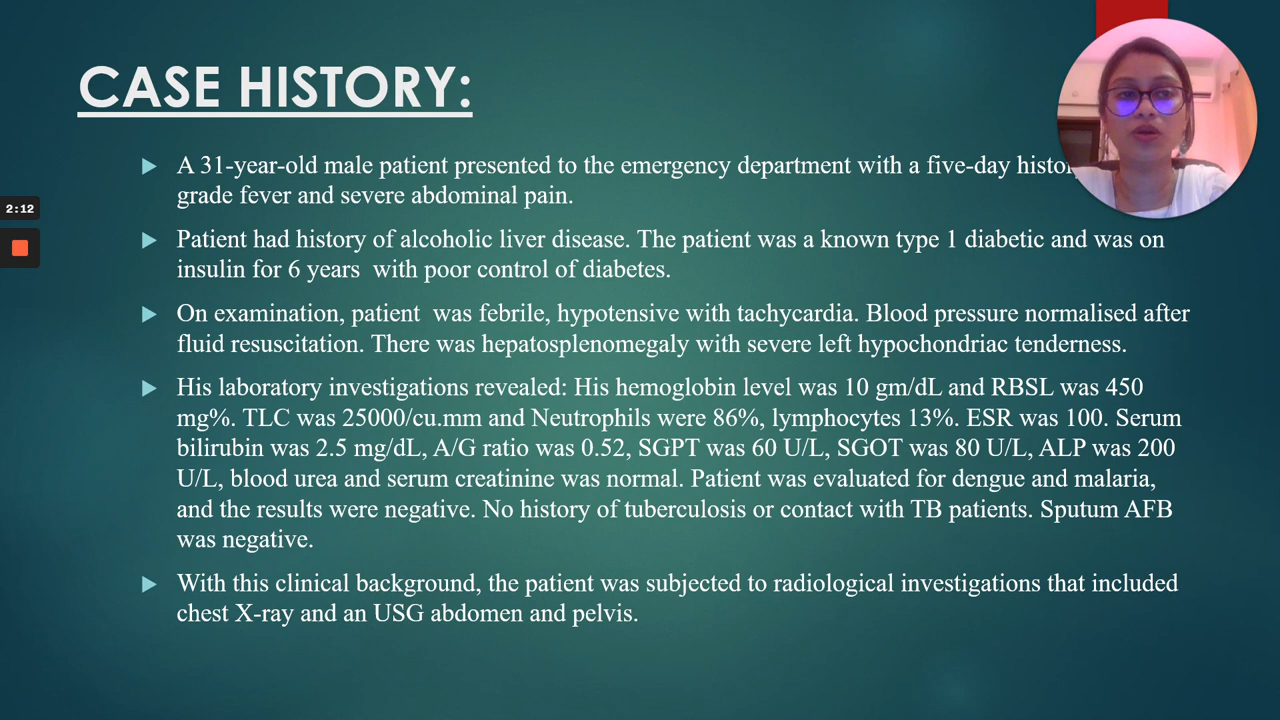 CASE HISTORY:
A 31-year-old male patient presented to the emergency department with a five-day
grade fever and severe abdominal pain.
Patient had history of alcoholic liver disease. The patient was a known type 1 diabetic and was on
insulin for 6 years with poor control of diabetes.
2:12
On examination, patient was febrile, hypotensive with tachycardia. Blood pressure normalised after
fluid resuscitation. There was hepatosplenomegaly with severe left hypochondriac tenderness.
His laboratory investigations revealed: His hemoglobin level was 10 gm/dL and RBSL was 450
mg%. TLC was 25000/cu.mm and Neutrophils were 86%, lymphocytes 13%. ESR was 100. Serum
bilirubin was 2.5 mg/dL, A/G ratio was 0.52, SGPT was 60 U/L, SGOT was 80 U/L, ALP was 200
U/L, blood urea and serum creatinine was normal. Patient was evaluated for dengue and malaria,
and the results were negative. No history of tuberculosis or contact with TB patients. Sputum AFB
was negative.
With this clinical background, the patient was subjected to radiological investigations that included
chest X-ray and an USG abdomen and pelvis.